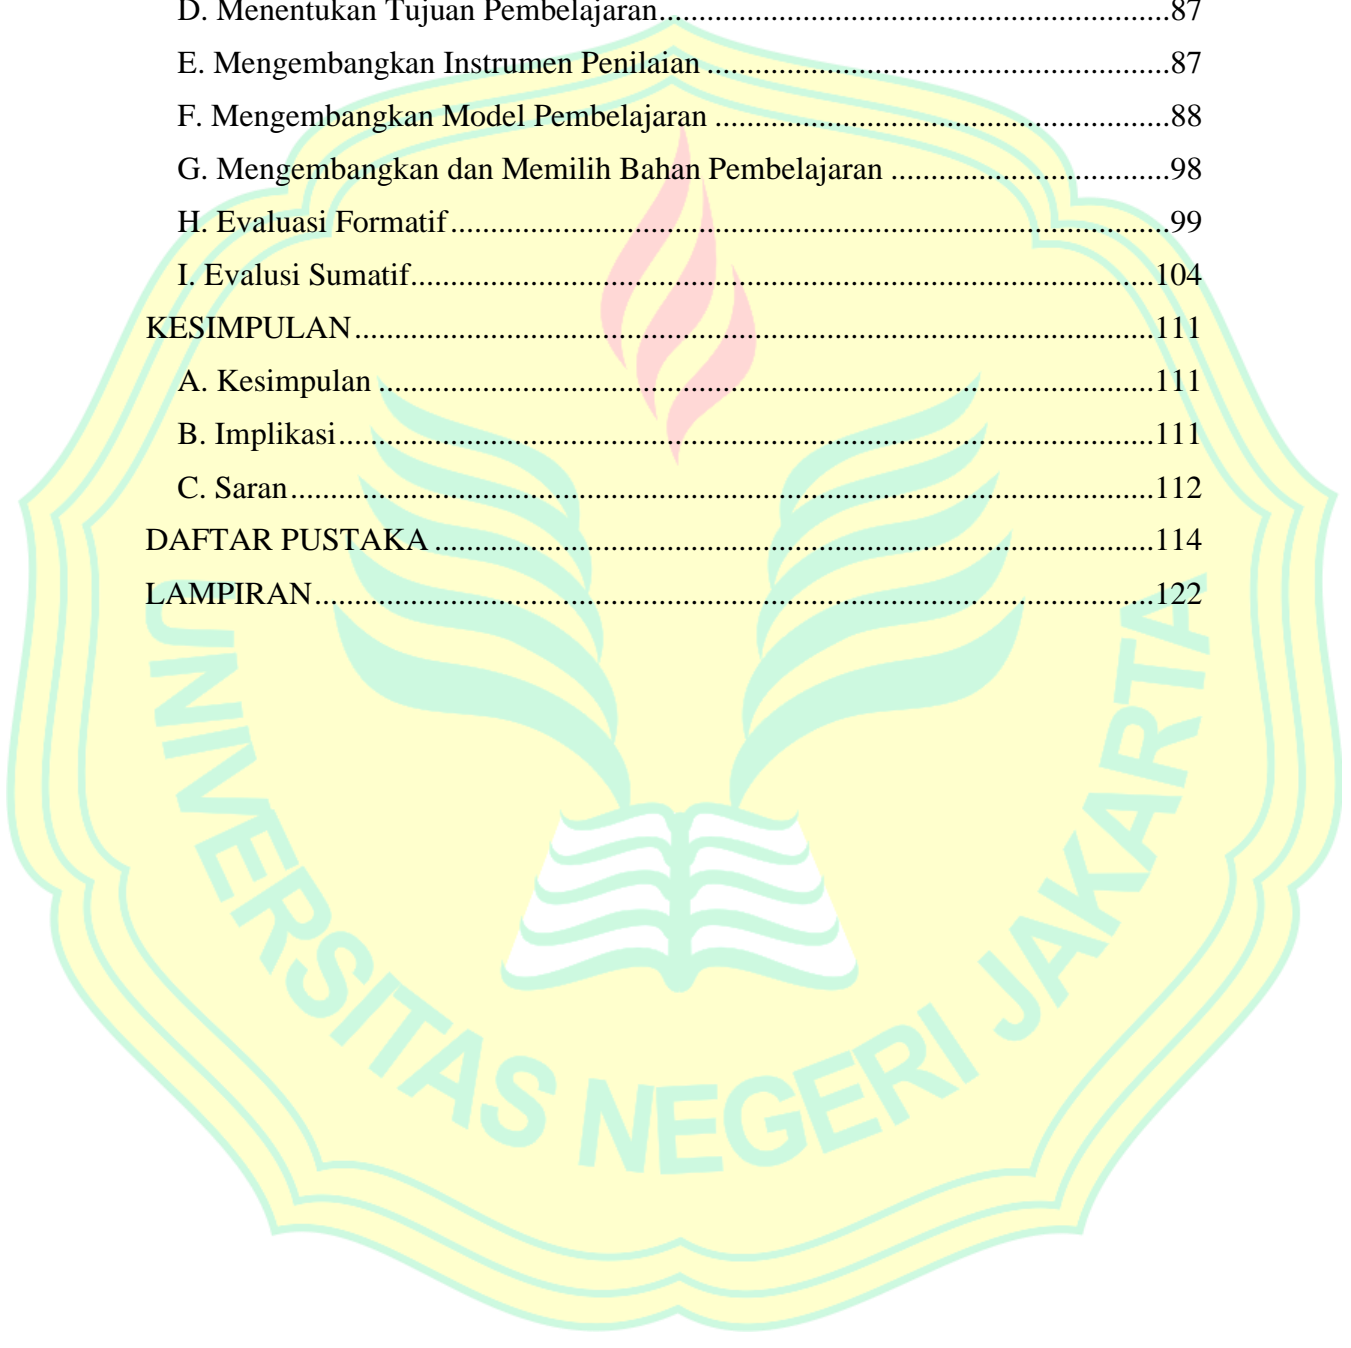 D. Menentukan Tujuan Pembelajaran......................................................................87
E. Mengembangkan Instrumen Penilaian ................................................................87
F. Mengembangkan Model Pembelajaran ...............................................................88
G. Mengembangkan dan Memilih Bahan Pembelajaran .......................................98
H. Evaluasi Formatif.................................................................................................99
I. Evalusi Sumatif....................................................................................................104
KESIMPULAN............................................................................................................111
A. Kesimpulan .........................................................................................................111
B. Implikasi...............................................................................................................111
C. Saran.....................................................................................................................112
DAFTAR PUSTAKA .................................................................................................114
LAMPIRAN.................................................................................................................122
UNIVERSITAS NEGERI JAKARTA